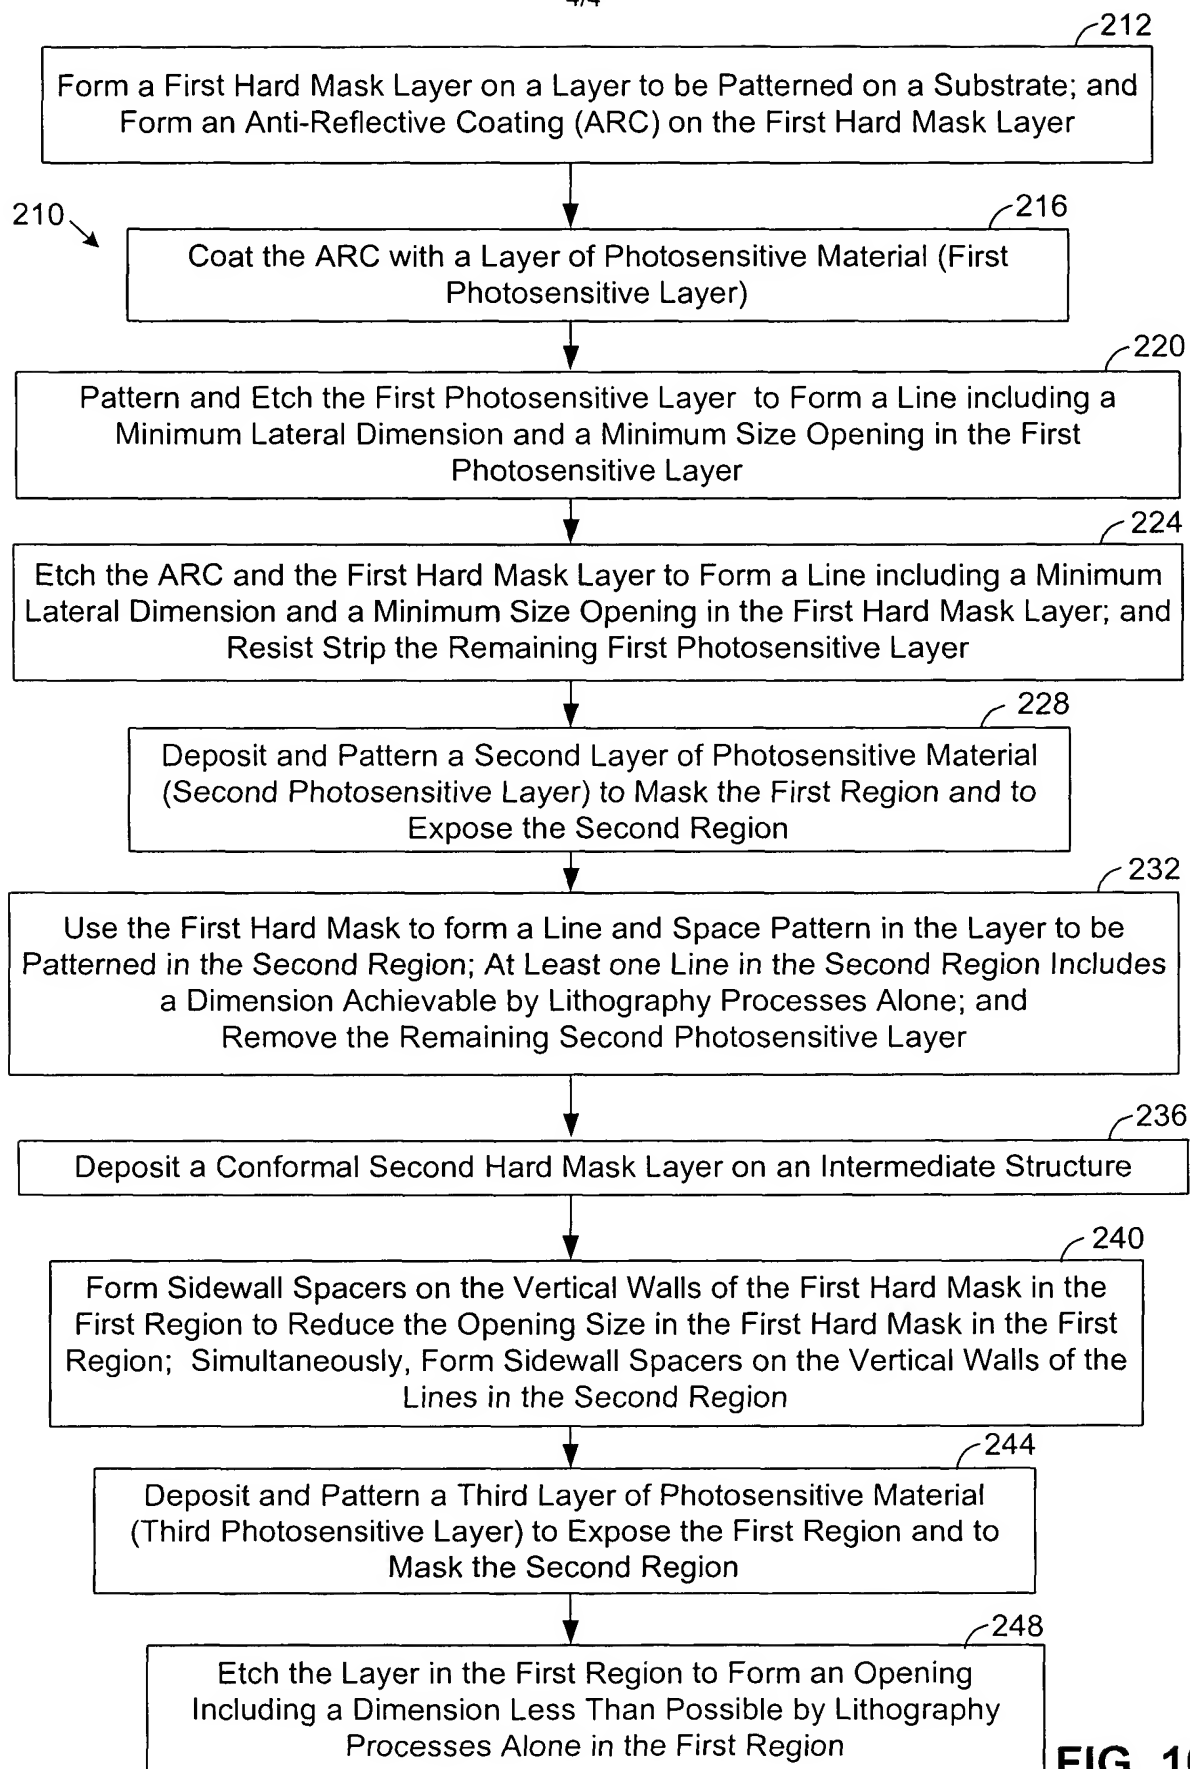 4/4
212
Form a First Hard Mask Layer on a Layer to be Patterned on a Substrate; and
Form an Anti-Reflective Coating (ARC) on the First Hard Mask Layer
210
216
Coat the ARC with a Layer of Photosensitive Material (First
Photosensitive Layer)
220
Pattern and Etch the First Photosensitive Layer to Form a Line including a
Minimum Lateral Dimension and a Minimum Size Opening in the First
Photosensitive Layer
224
Etch the ARC and the First Hard Mask Layer to Form a Line including a Minimum
Lateral Dimension and a Minimum Size Opening in the First Hard Mask Layer; and
Resist Strip the Remaining First Photosensitive Layer
228
Deposit and Pattern a Second Layer of Photosensitive Material
(Second Photosensitive Layer) to Mask the First Region and to
Expose the Second Region
232
Use the First Hard Mask to form a Line and Space Pattern in the Layer to be
Patterned in the Second Region; At Least one Line in the Second Region Includes
a Dimension Achievable by Lithography Processes Alone; and
Remove the Remaining Second Photosensitive Layer
236
Deposit a Conformal Second Hard Mask Layer on an Intermediate Structure
240
Form Sidewall Spacers on the Vertical Walls of the First Hard Mask in the
First Region to Reduce the Opening Size in the First Hard Mask in the First
Region; Simultaneously, Form Sidewall Spacers on the Vertical Walls of the
Lines in the Second Region
244
Deposit and Pattern a Third Layer of Photosensitive Material
(Third Photosensitive Layer) to Expose the First Region and to
Mask the Second Region
248
Etch the Layer in the First Region to Form an Opening
Including a Dimension Less Than Possible by Lithography
Processes Alone in the First Region
FIG.